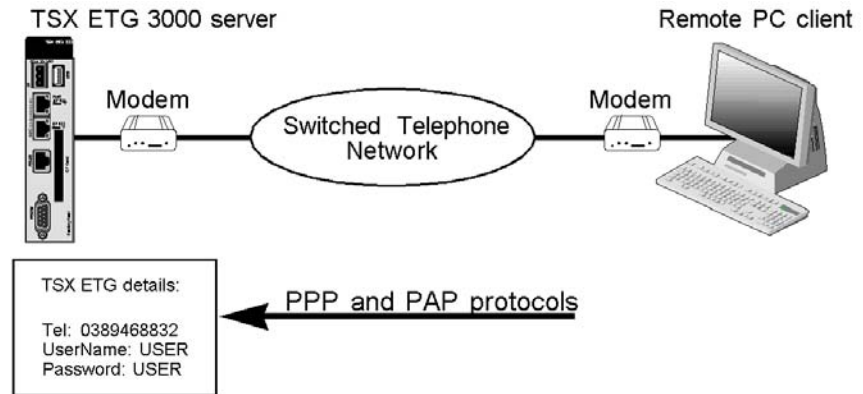 TSX ETG 3000 server
Remote PC client
Modem
Modem
Switched Telephone
Network
TSX ETG details:
Tel: 0389468832
UserName: USER
Password: USER
PPP and PAP protocols